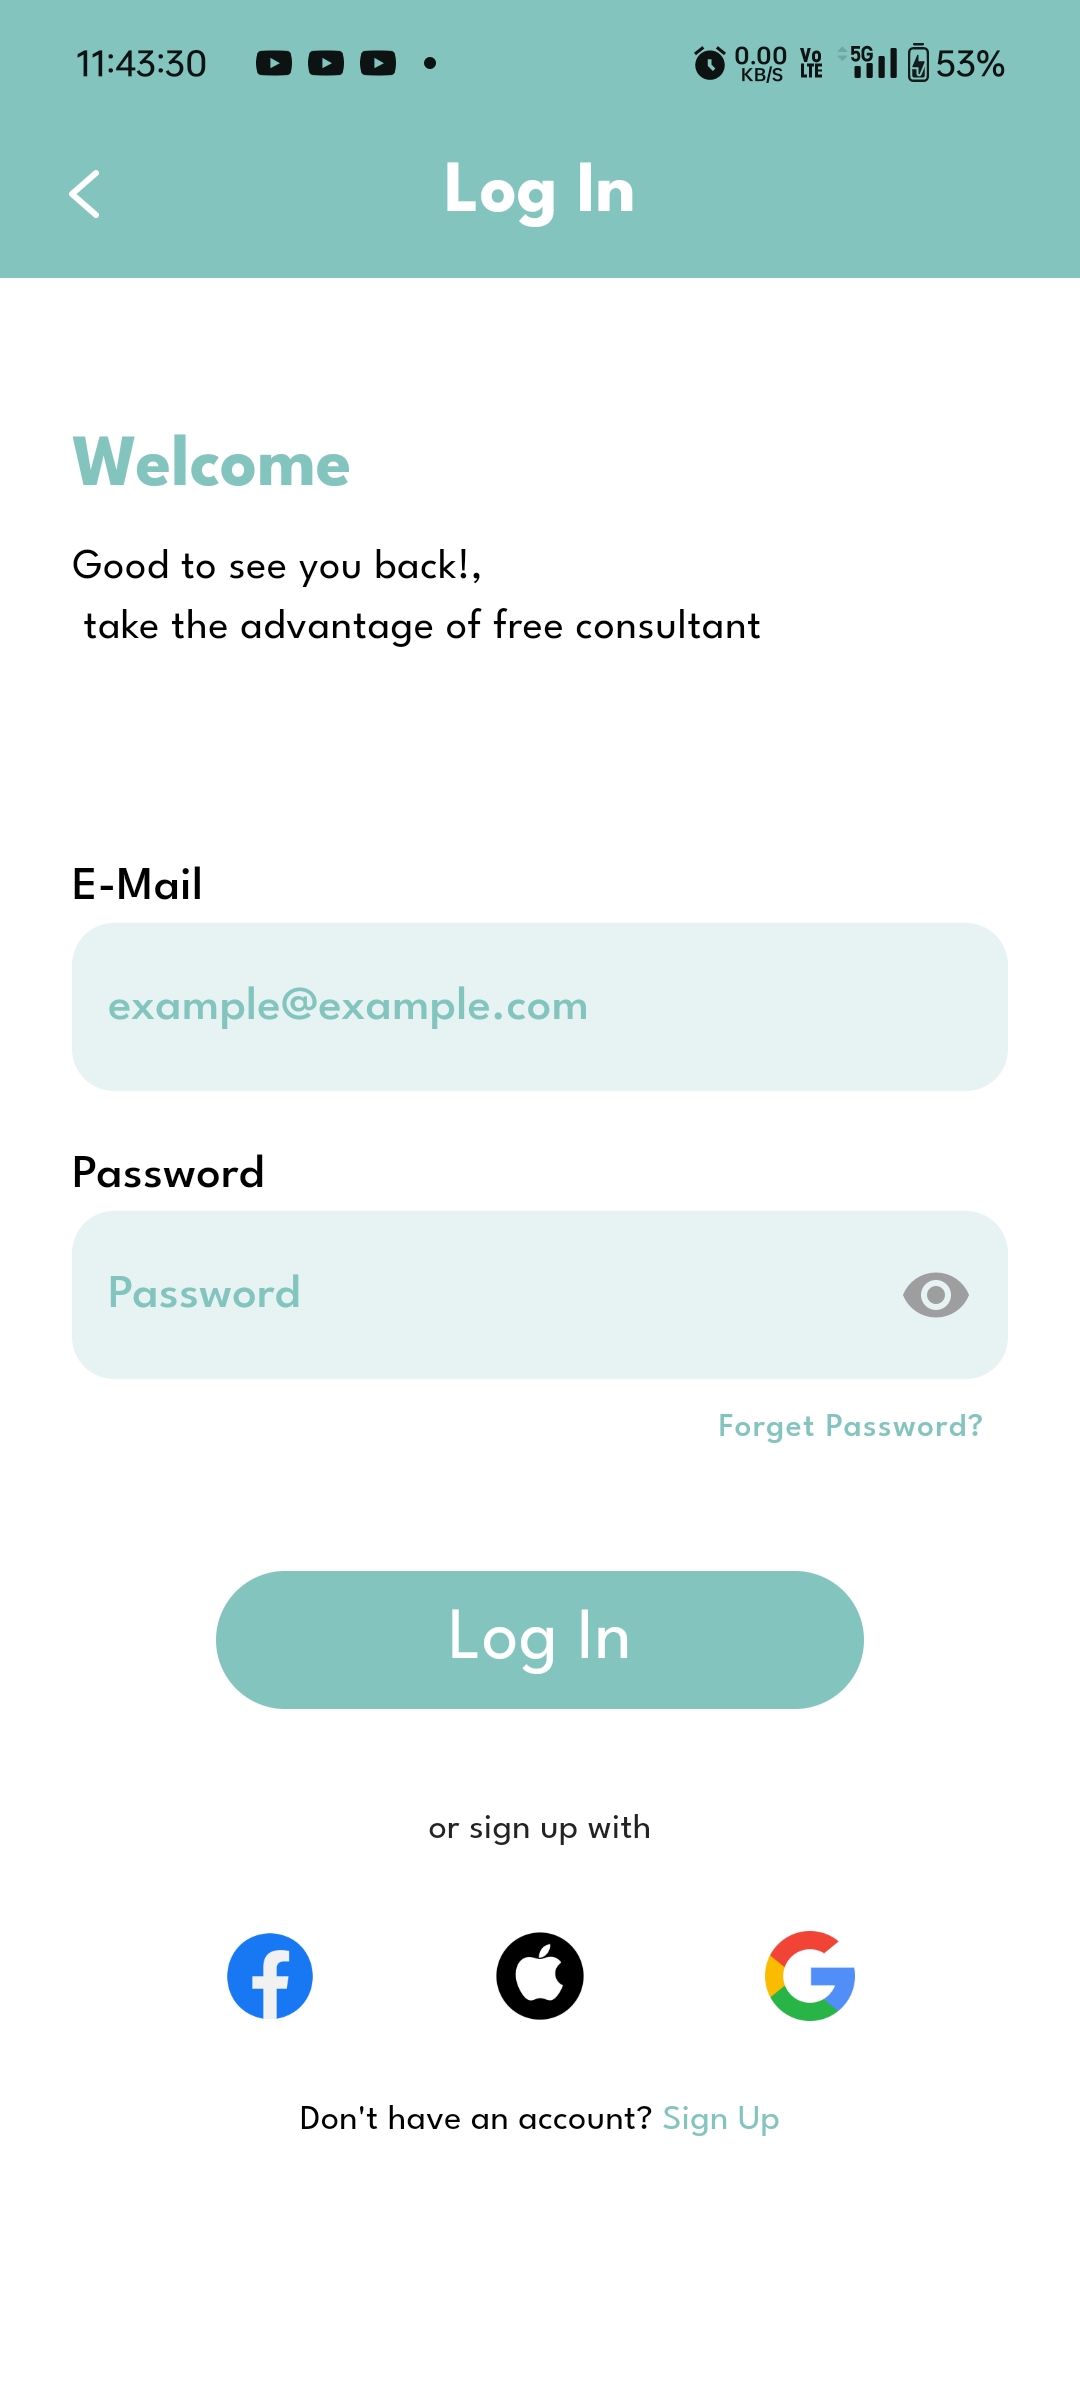 11:43:30 0.00 KB/S Vo LTE 5G 53%
Log In
Welcome
Good to see you back!,
take the advantage of free consultant
E-Mail
example@example.com
Password
Password
Forget Password?
Log In
or sign up with
Don't have an account? Sign Up